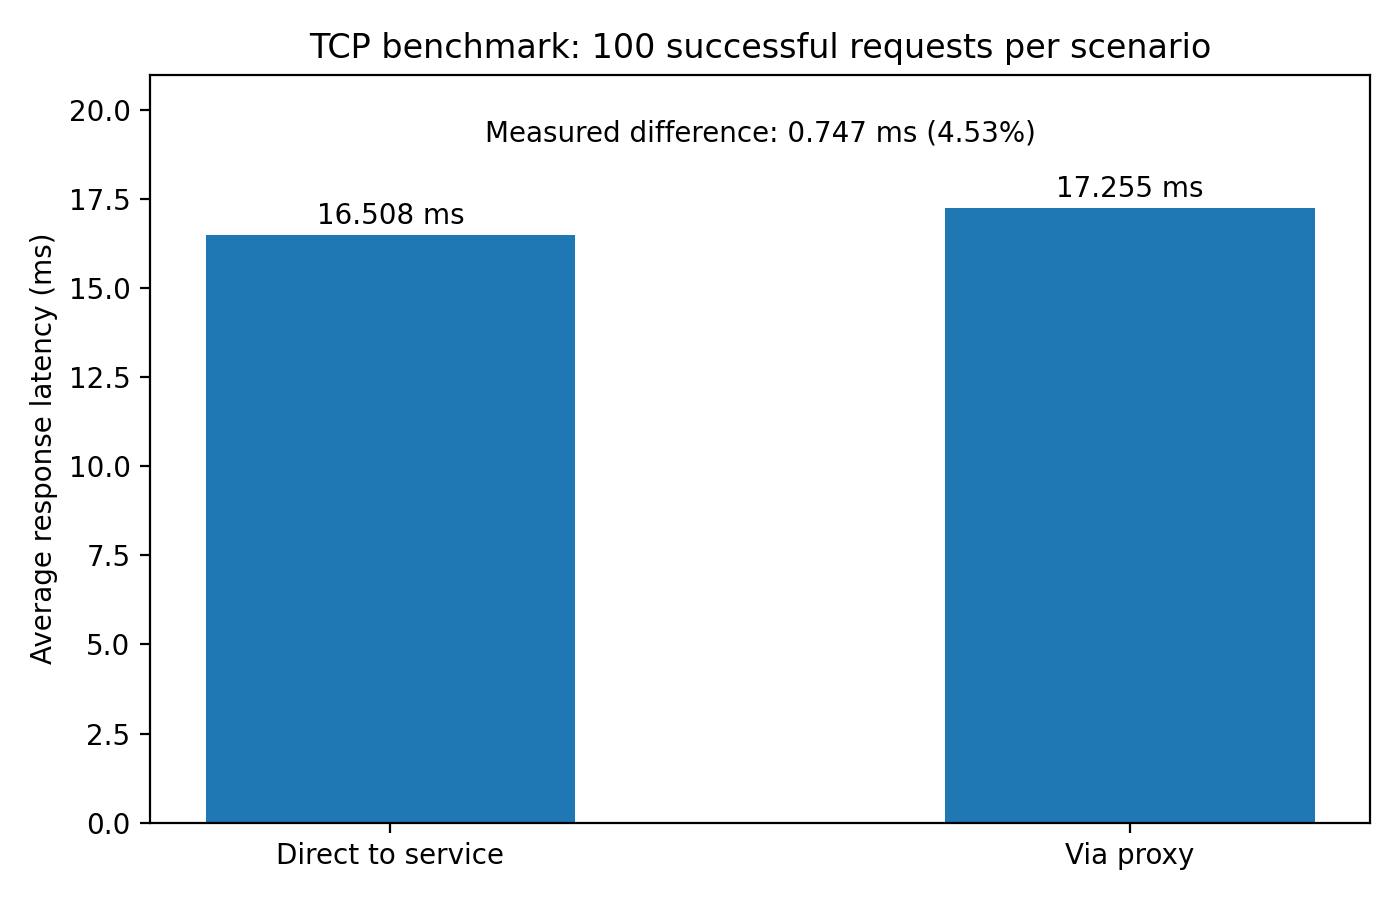 TCP benchmark: 100 successful requests per scenario
Measured difference: 0.747 ms (4.53%)
16.508 ms
17.255 ms
Average response latency (ms)
20.0
17.5
15.0
12.5
10.0
7.5
5.0
2.5
0.0
Direct to service
Via proxy